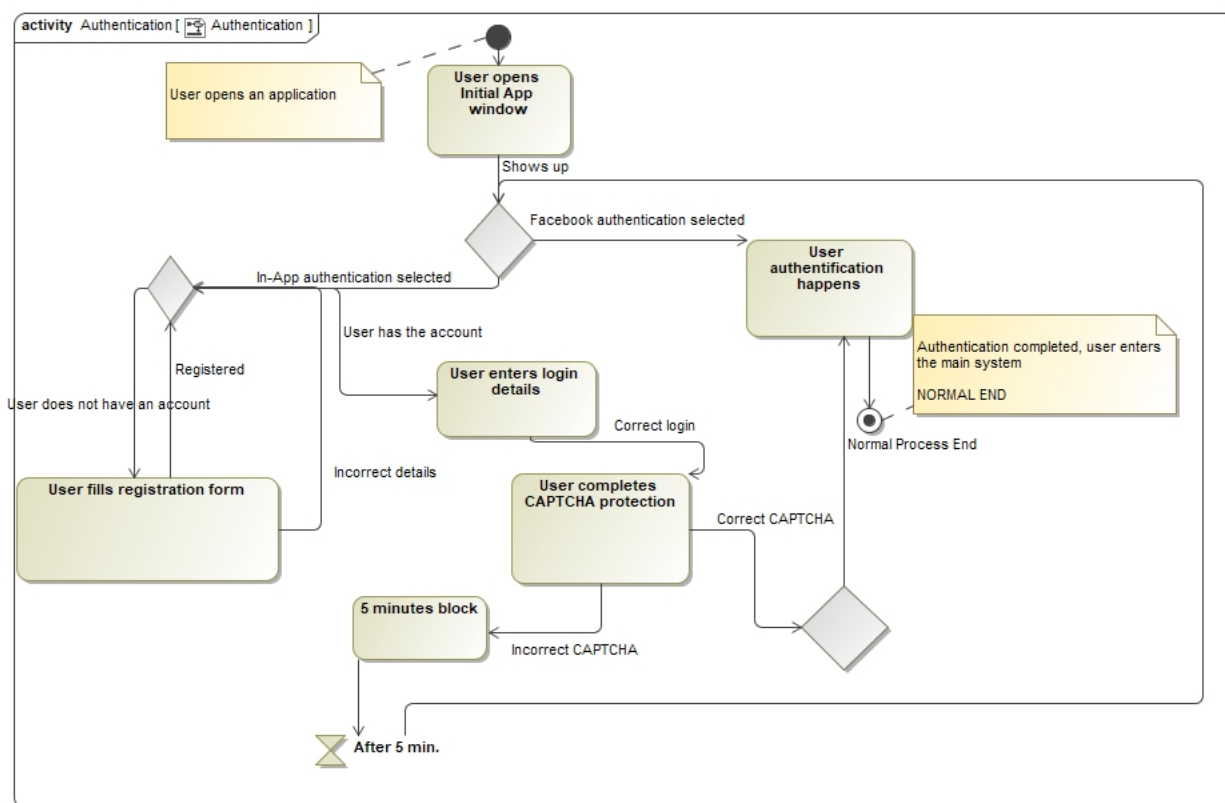 activity Authentication [ Authentication ]
User opens an application
User opens
Initial App
window
Shows up
Facebook authentication selected
User
authentification
happens
In-App authentication selected
User has the account
Authentication completed, user enters
the main system
NORMAL END
Registered
User enters login
details
User does not have an account
Correct login
Normal Process End
Incorrect details
User fills registration form
User completes
CAPTCHA protection
Correct CAPTCHA
5 minutes block
Incorrect CAPTCHA
After 5 min.